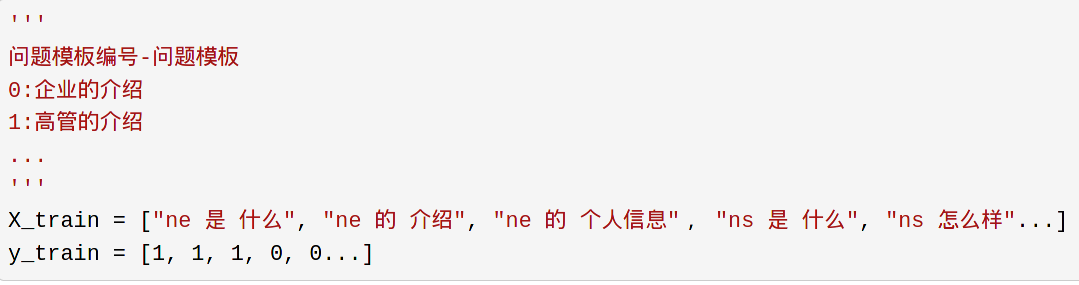 '''
问题模板编号-问题模板
0:企业的介绍
1:高管的介绍
...
'''
X_train = ["ne 是 什么", "ne 的 介绍", "ne 的 个人信息", "ns 是 什么", "ns 怎么样"...]
y_train = [1, 1, 1, 0, 0...]